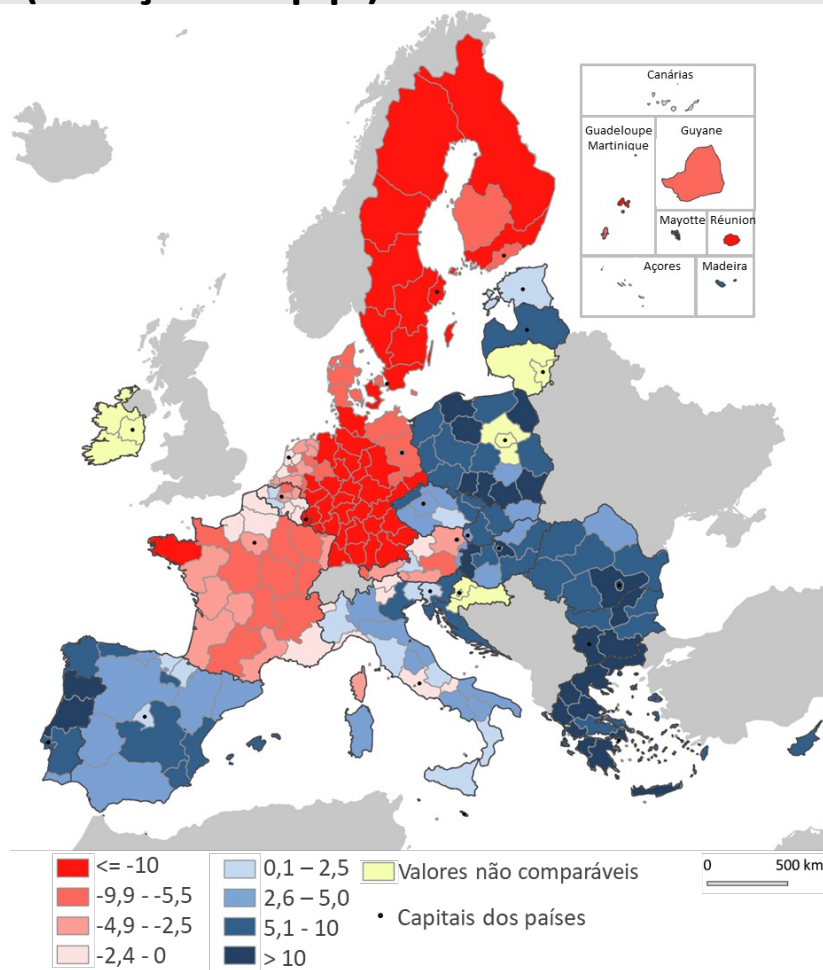 Canárias
Guadeloupe
Martinique
Guyane
Mayotte
Réunion
Açores
Madeira
<= -10
-9,9 - -5,5
-4,9 - -2,5
-2,4 - 0
0,1 – 2,5
2,6 – 5,0
5,1 - 10
> 10
Valores não comparáveis
Capitais dos países
0 500 km